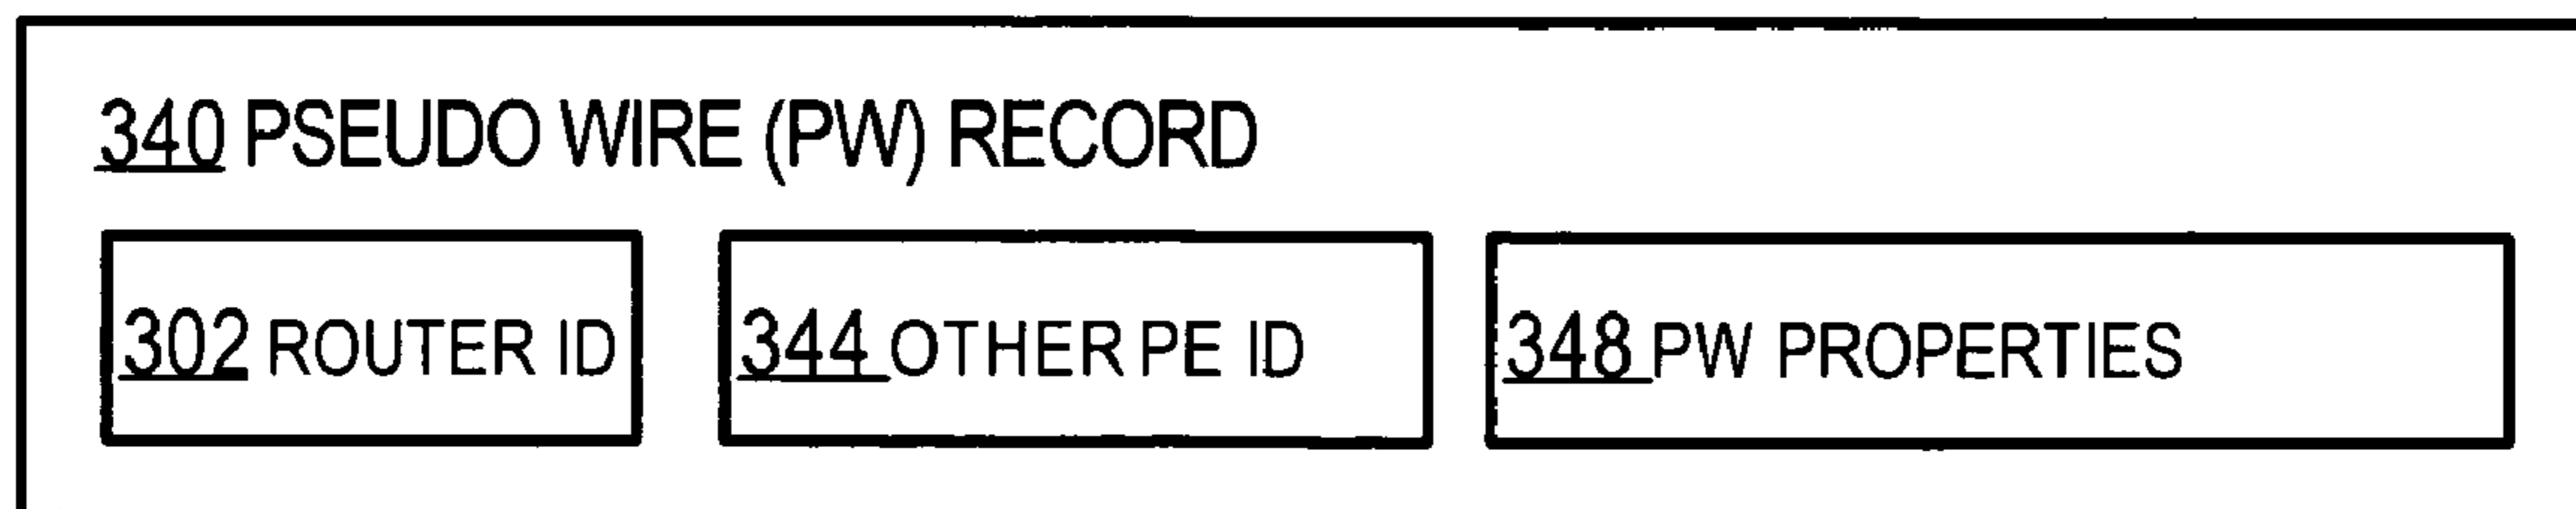 340 PSEUDO WIRE (PW) RECORD
302 ROUTER ID
344 OTHER PE ID
348 PW PROPERTIES